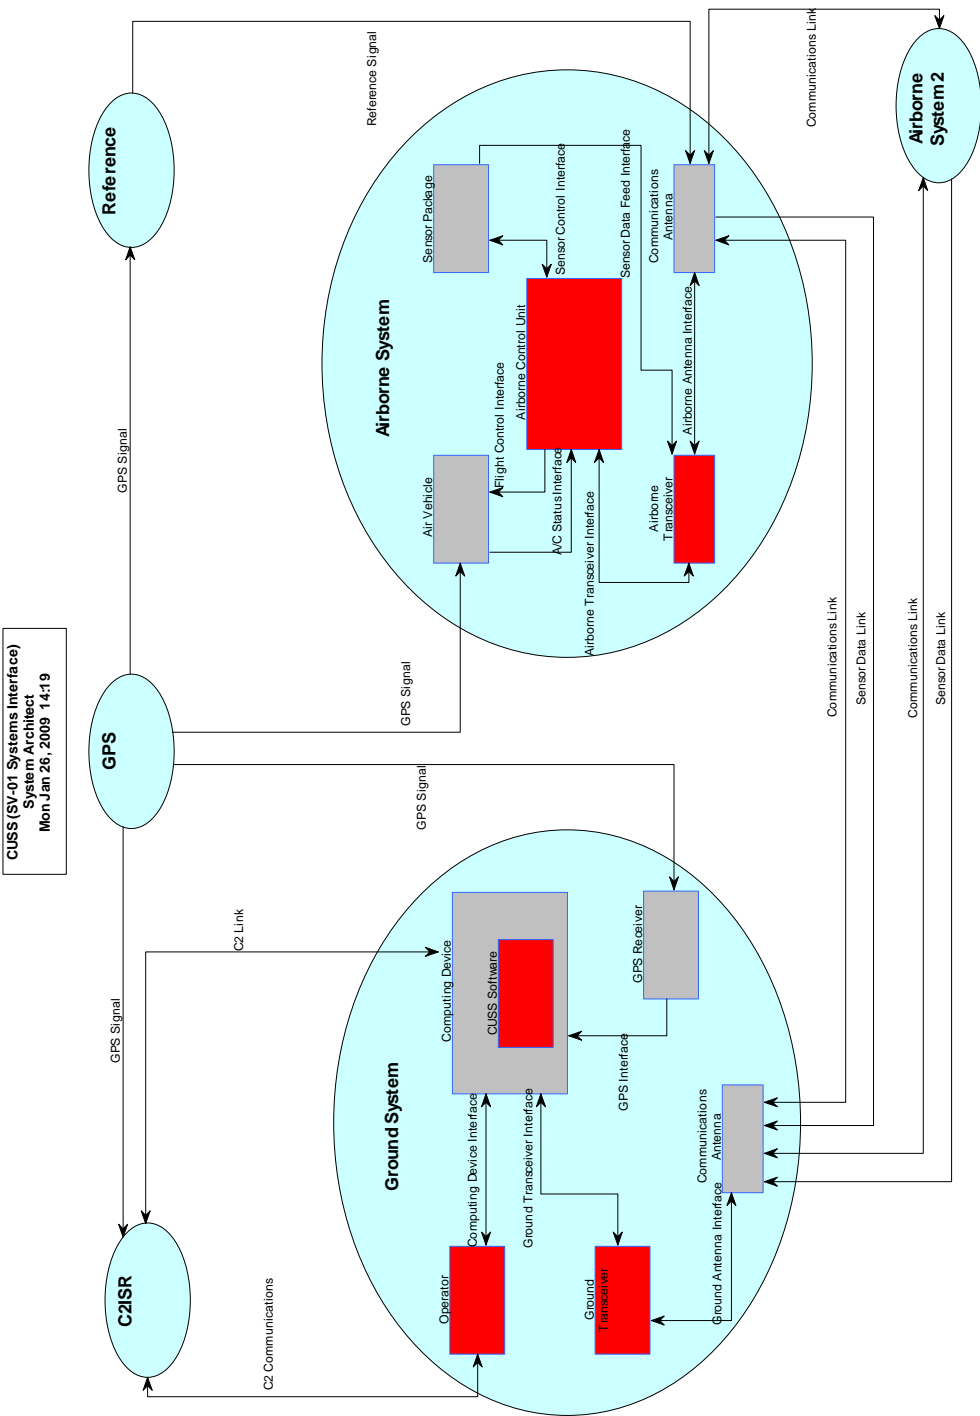 CUSS (SV-01 Systems Interface)
System Architect
Mon Jan 26, 2009 14:19
C2ISR
GPS
Reference
GPS Signal
GPS Signal
C2 Communications
C2 Link
GPS Signal
GPS Signal
Reference Signal
Ground System
Operator
Computing Device Interface
Computing Device
CUSS Software
Ground Transceiver Interface
Ground
Transceiver
GPS Interface
GPS Receiver
Ground Antenna Interface
Communications
Antenna
Airborne System
Air Vehicle
Sensor Package
Flight Control Interface
Airborne Control Unit
A/C Status Interface
Sensor Control Interface
Airborne Transceiver Interface
Sensor Data Feed Interface
Airborne
Transceiver
Airborne Antenna Interface
Communications
Antenna
Communications Link
Airborne
System 2
Communications Link
Sensor Data Link
Communications Link
Sensor Data Link